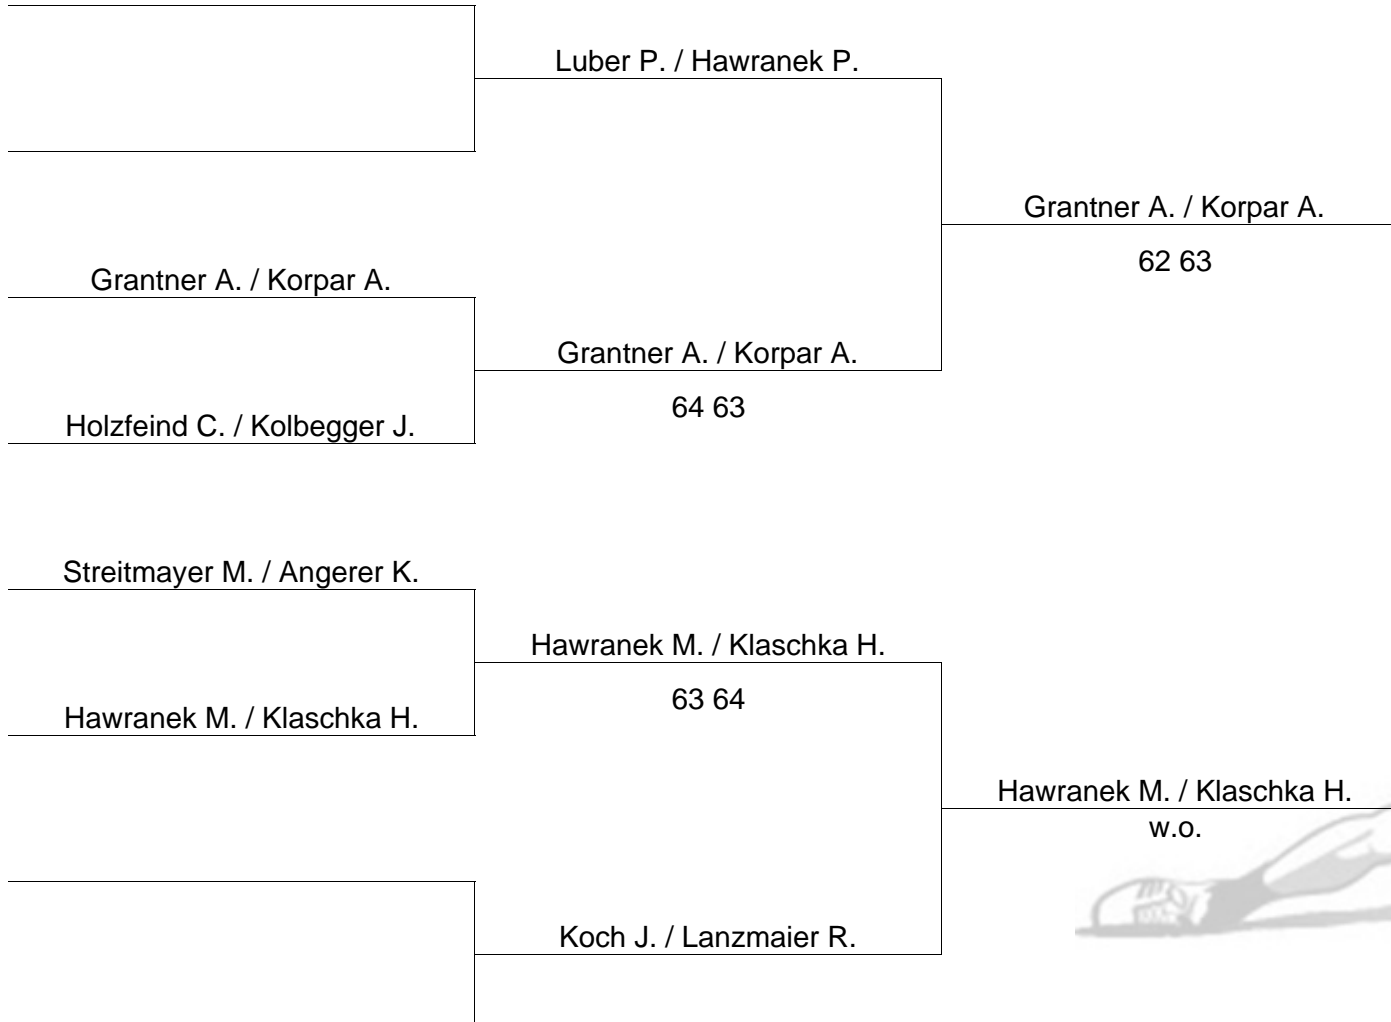 Luber P. / Hawranek P.
Grantner A. / Korpar A.
62 63
Grantner A. / Korpar A.
Grantner A. / Korpar A.
64 63
Holzfeind C. / Kolbegger J.
Streitmayer M. / Angerer K.
Hawranek M. / Klaschka H.
63 64
Hawranek M. / Klaschka H.
Hawranek M. / Klaschka H.
w.o.
Koch J. / Lanzmaier R.